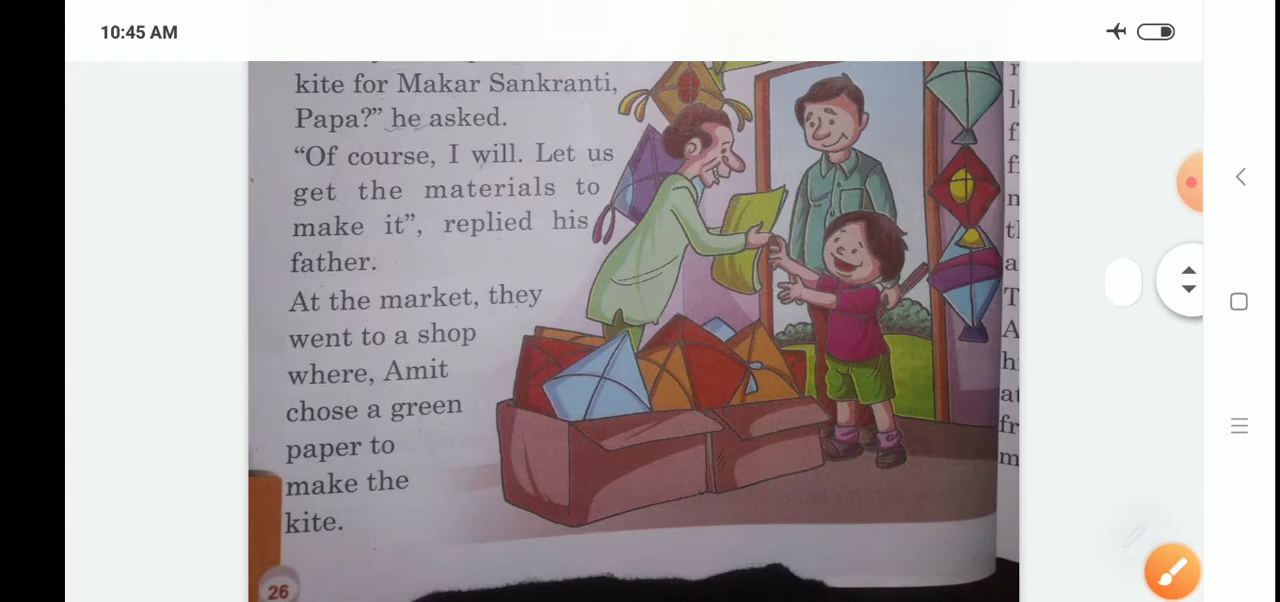 10:45 AM
kite for Makar Sankranti,
Papa?” he asked.
“Of course, I will. Let us
get the materials to
make it”, replied his
father.
At the market, they
went to a shop
where, Amit
chose a green
paper to
make the
kite.
26